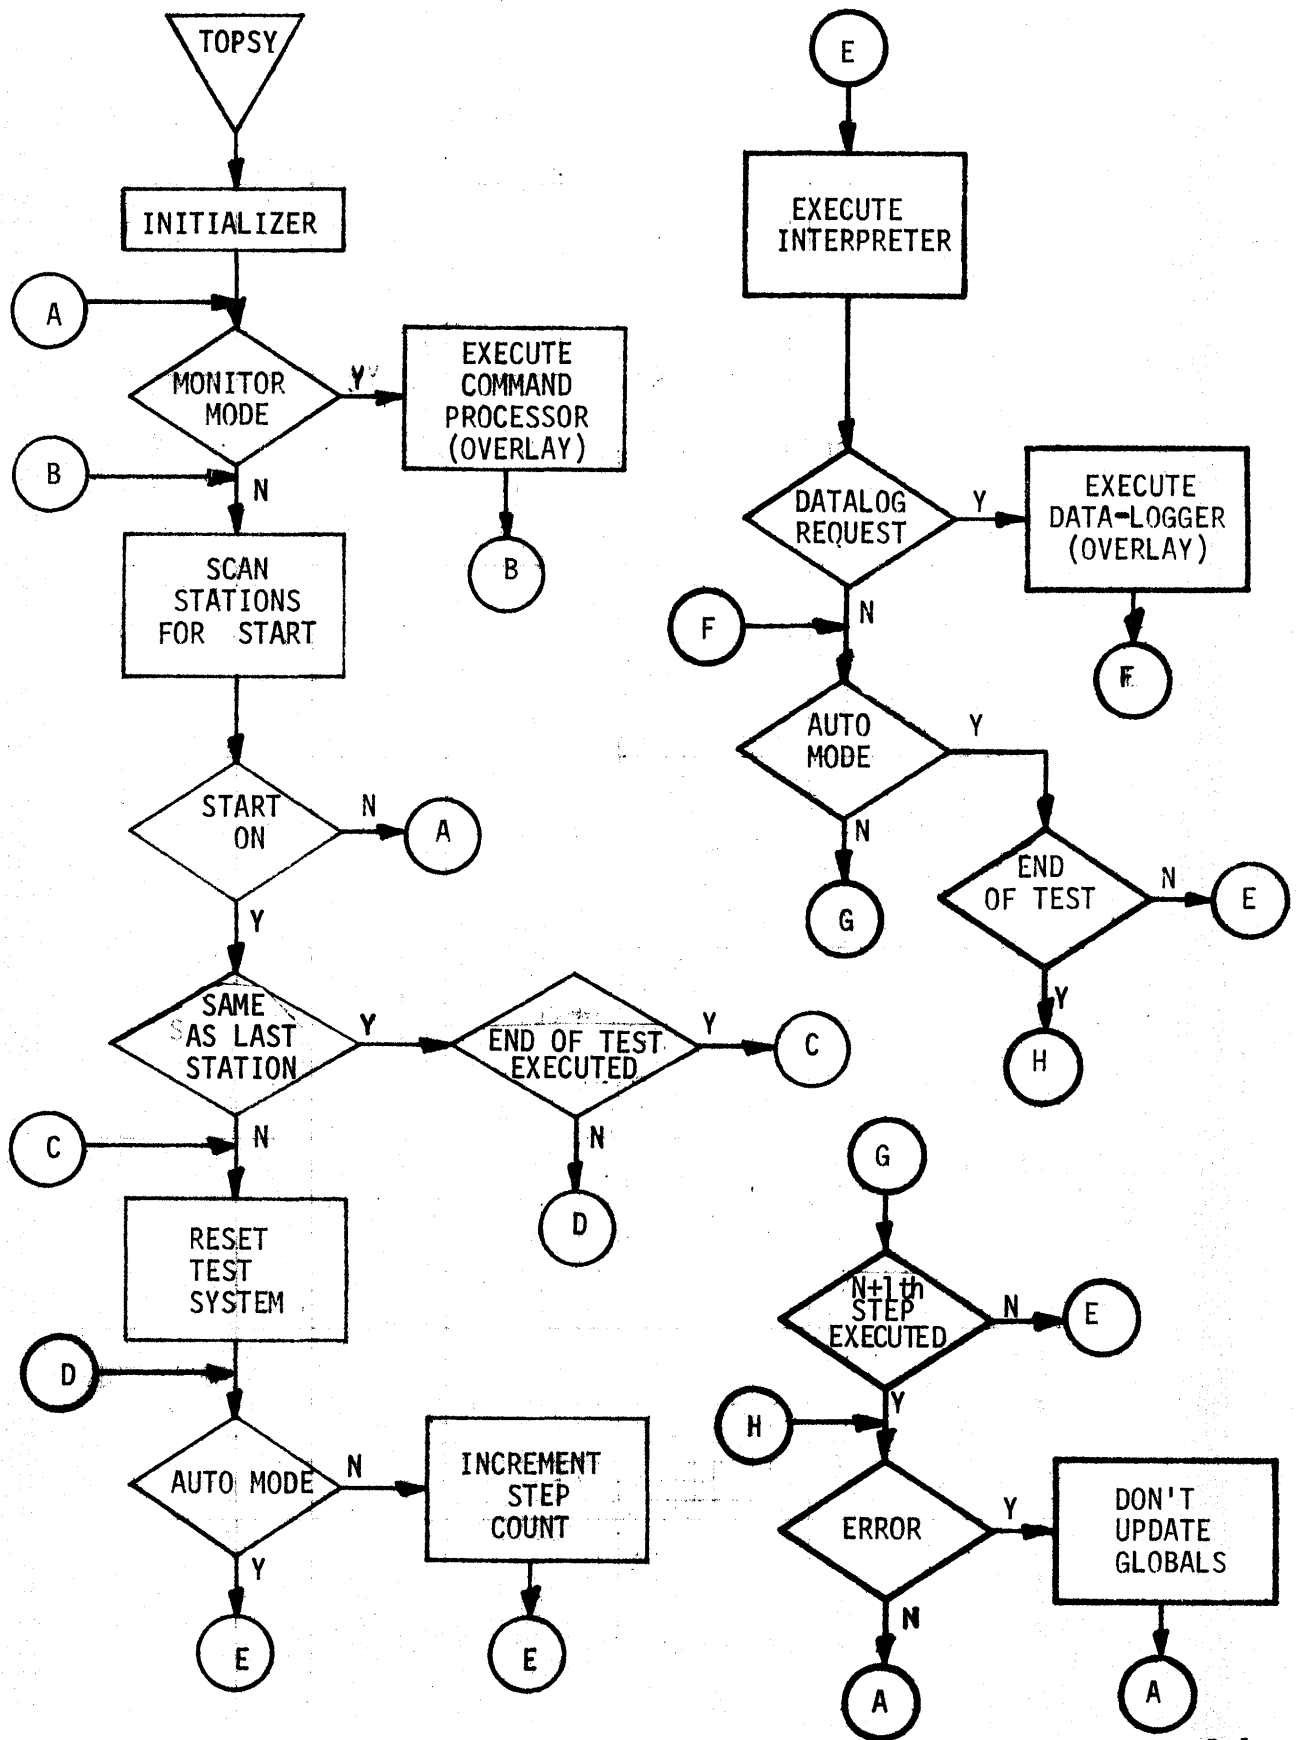 TOPSY
INITIALIZER
A
MONITOR
MODE
Y
EXECUTE
COMMAND
PROCESSOR
(OVERLAY)
B
N
B
SCAN
STATIONS
FOR START
START
ON
N
A
Y
SAME
AS LAST
STATION
Y
END OF TEST
EXECUTED
Y
C
N
D
C
N
RESET
TEST
SYSTEM
D
AUTO MODE
N
INCREMENT
STEP
COUNT
Y
E
E
E
EXECUTE
INTERPRETER
DATALOG
REQUEST
Y
EXECUTE
DATA-LOGGER
(OVERLAY)
F
N
F
AUTO
MODE
Y
N
G
END
OF TEST
N
E
Y
H
G
N+1th
STEP
EXECUTED
N
E
Y
H
ERROR
Y
DON'T
UPDATE
GLOBALS
N
A
A